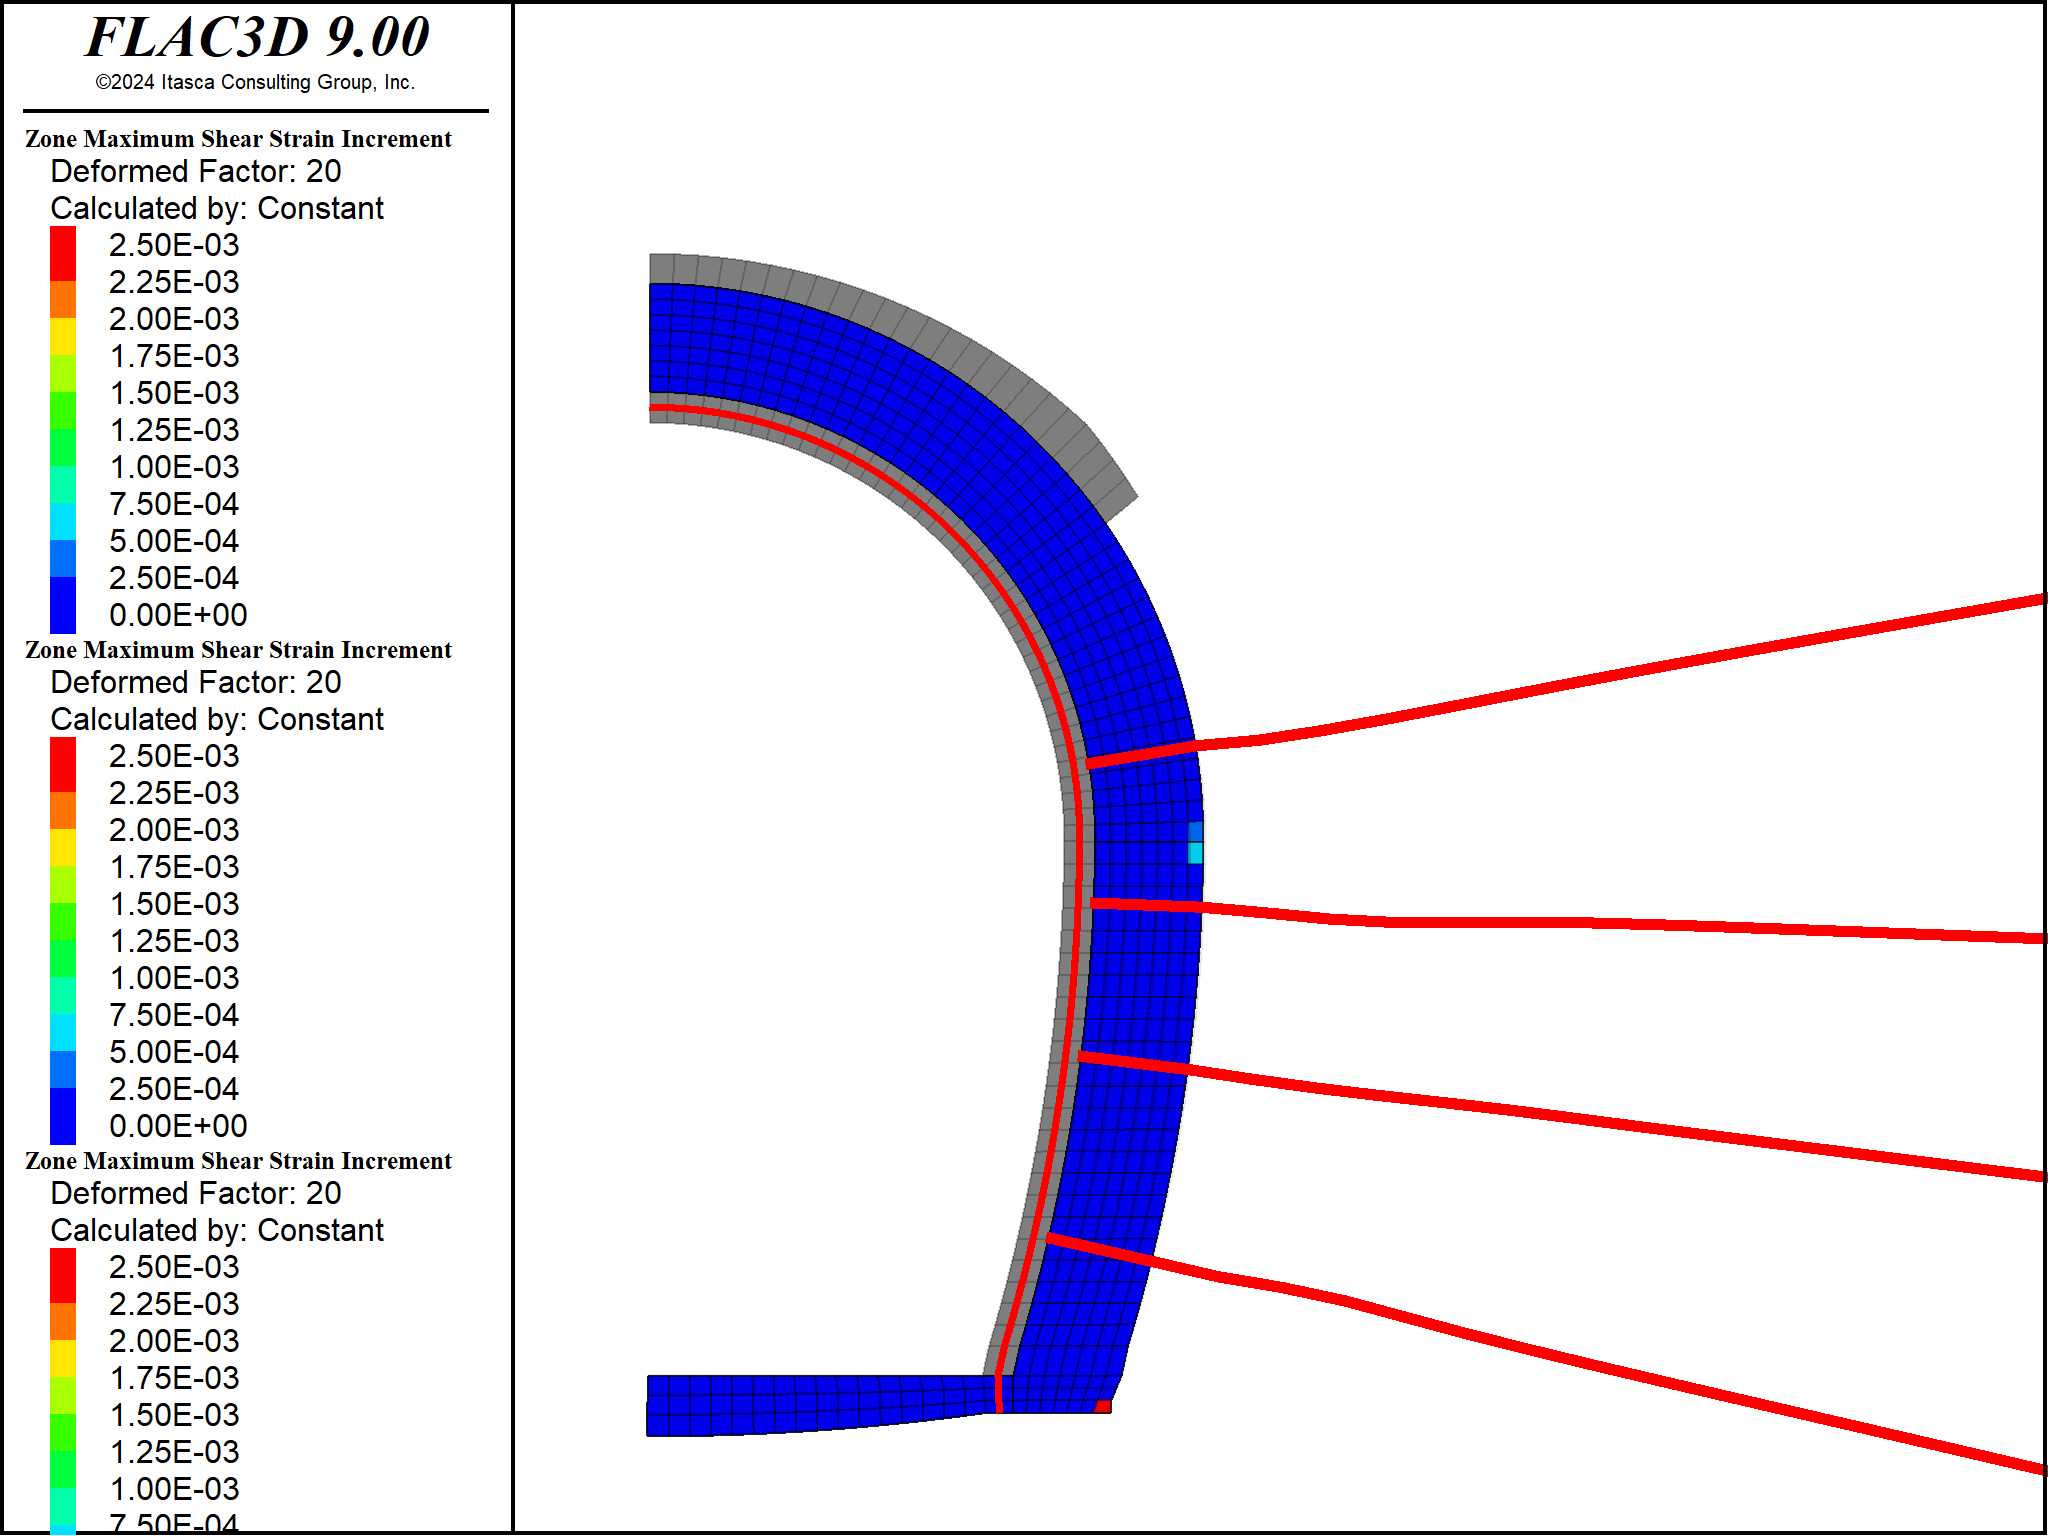 FLAC3D 9.00
©2024 Itasca Consulting Group, Inc.
Zone Maximum Shear Strain Increment
Deformed Factor: 20
Calculated by: Constant
2.50E-03
2.25E-03
2.00E-03
1.75E-03
1.50E-03
1.25E-03
1.00E-03
7.50E-04
5.00E-04
2.50E-04
0.00E+00
Zone Maximum Shear Strain Increment
Deformed Factor: 20
Calculated by: Constant
2.50E-03
2.25E-03
2.00E-03
1.75E-03
1.50E-03
1.25E-03
1.00E-03
7.50E-04
5.00E-04
2.50E-04
0.00E+00
Zone Maximum Shear Strain Increment
Deformed Factor: 20
Calculated by: Constant
2.50E-03
2.25E-03
2.00E-03
1.75E-03
1.50E-03
1.25E-03
1.00E-03
7.50E-04